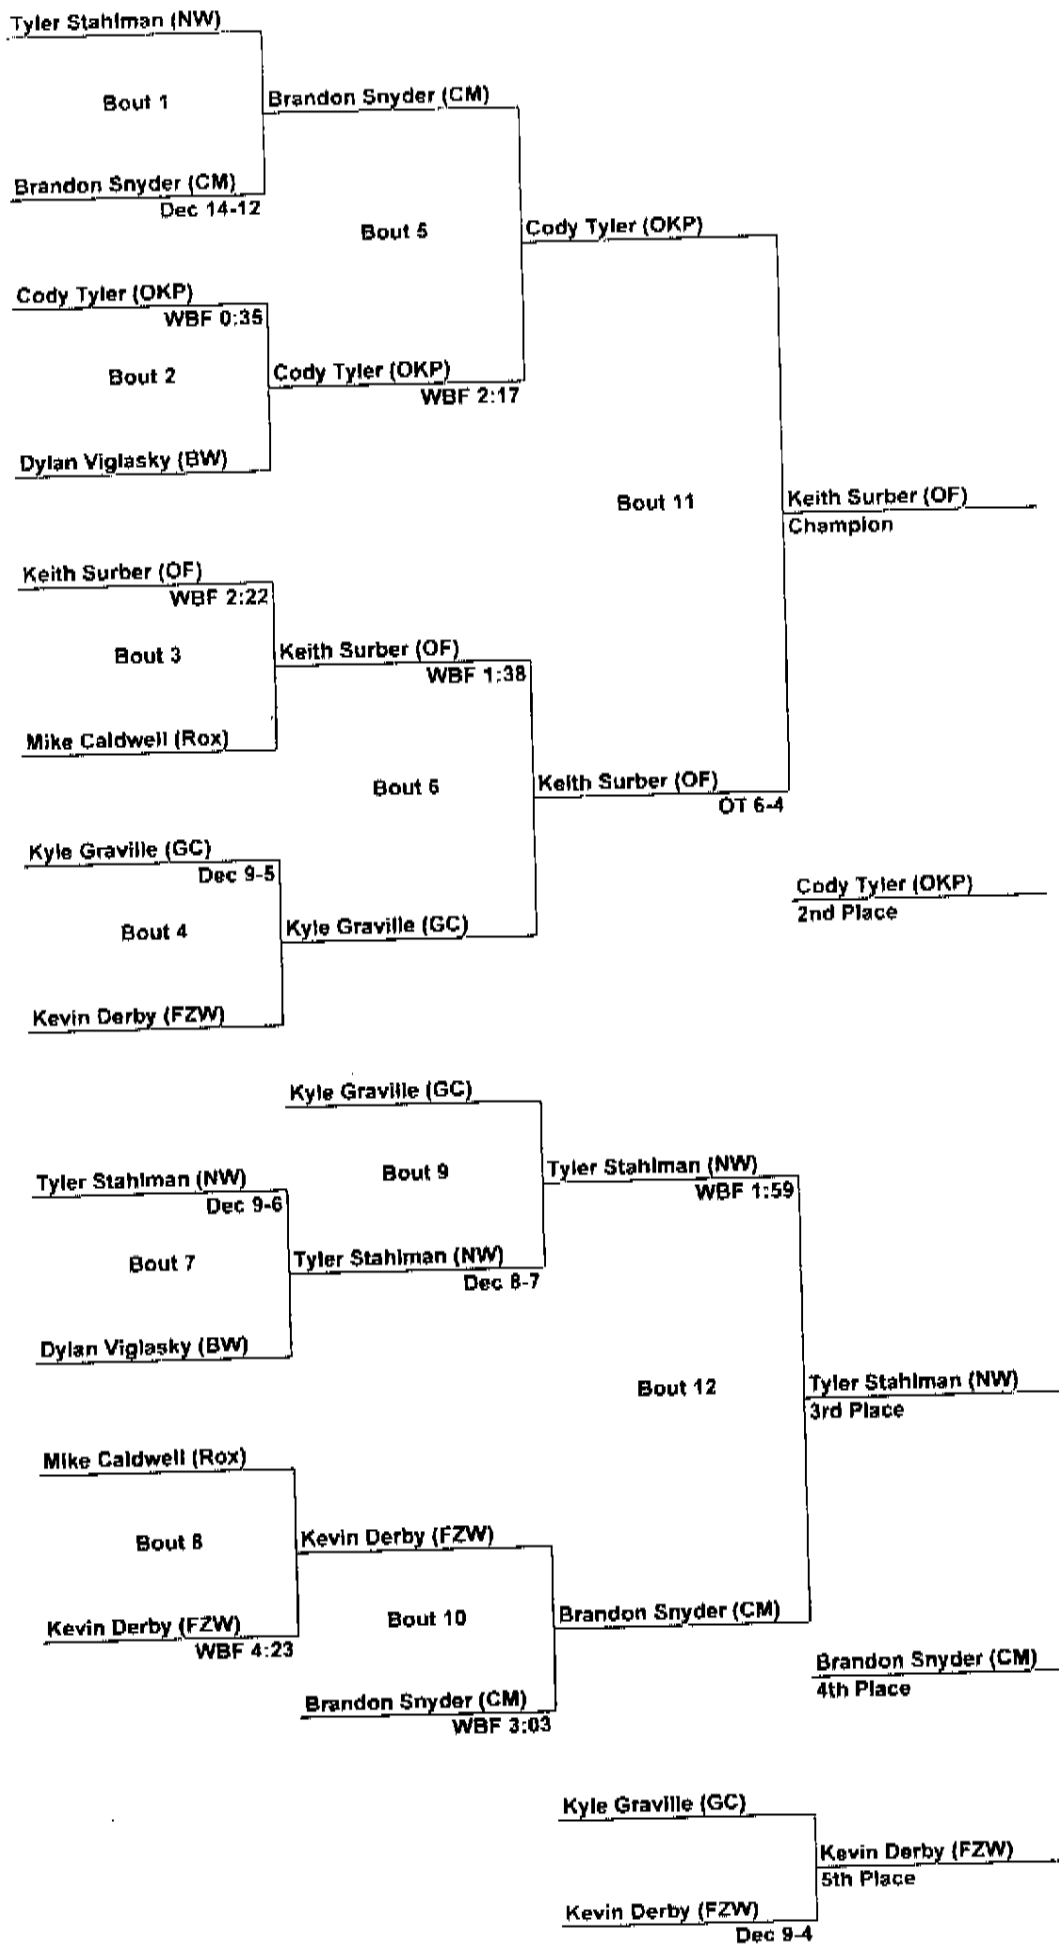 Tyler Stahlman (NW)
Bout 1
Brandon Snyder (CM)
Brandon Snyder (CM)
Dec 14-12
Bout 5
Cody Tyler (OKP)
Cody Tyler (OKP)
WBF 0:35
Bout 2
Cody Tyler (OKP)
WBF 2:17
Dylan Viglasky (BW)
Bout 11
Keith Surber (OF)
Champion
Keith Surber (OF)
WBF 2:22
Bout 3
Keith Surber (OF)
WBF 1:38
Mike Caldwell (Rox)
Bout 6
Keith Surber (OF)
OT 6-4
Kyle Graville (GC)
Dec 9-5
Cody Tyler (OKP)
2nd Place
Bout 4
Kyle Graville (GC)
Kevin Derby (FZW)
Kyle Graville (GC)
Bout 9
Tyler Stahlman (NW)
WBF 1:59
Tyler Stahlman (NW)
Dec 9-6
Bout 7
Tyler Stahlman (NW)
Dec 8-7
Dylan Viglasky (BW)
Bout 12
Tyler Stahlman (NW)
3rd Place
Mike Caldwell (Rox)
Bout 8
Kevin Derby (FZW)
Kevin Derby (FZW)
WBF 4:23
Bout 10
Brandon Snyder (CM)
Brandon Snyder (CM)
4th Place
Brandon Snyder (CM)
WBF 3:03
Kyle Graville (GC)
Kevin Derby (FZW)
5th Place
Kevin Derby (FZW)
Dec 9-4